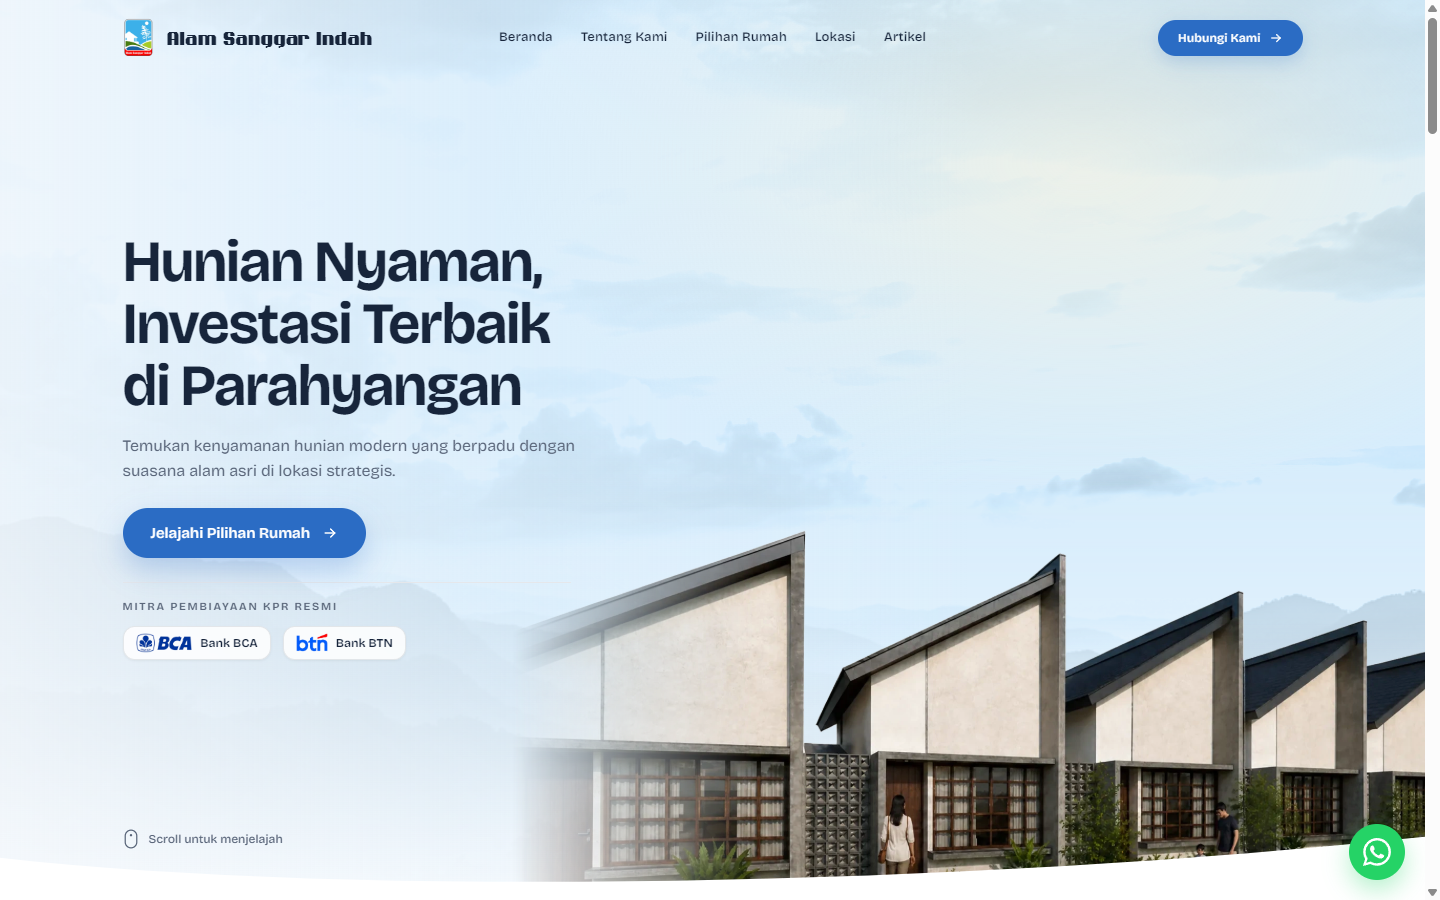 Alam Sanggar Indah
Beranda
Tentang Kami
Pilihan Rumah
Lokasi
Artikel
Hubungi Kami
Hunian Nyaman,
Investasi Terbaik
di Parahyangan
Temukan kenyamanan hunian modern yang berpadu dengan
suasana alam asri di lokasi strategis.
Jelajahi Pilihan Rumah
MITRA PEMBIAYAAN KPR RESMI
BCA Bank BCA
btn Bank BTN
Scroll untuk menjelajah